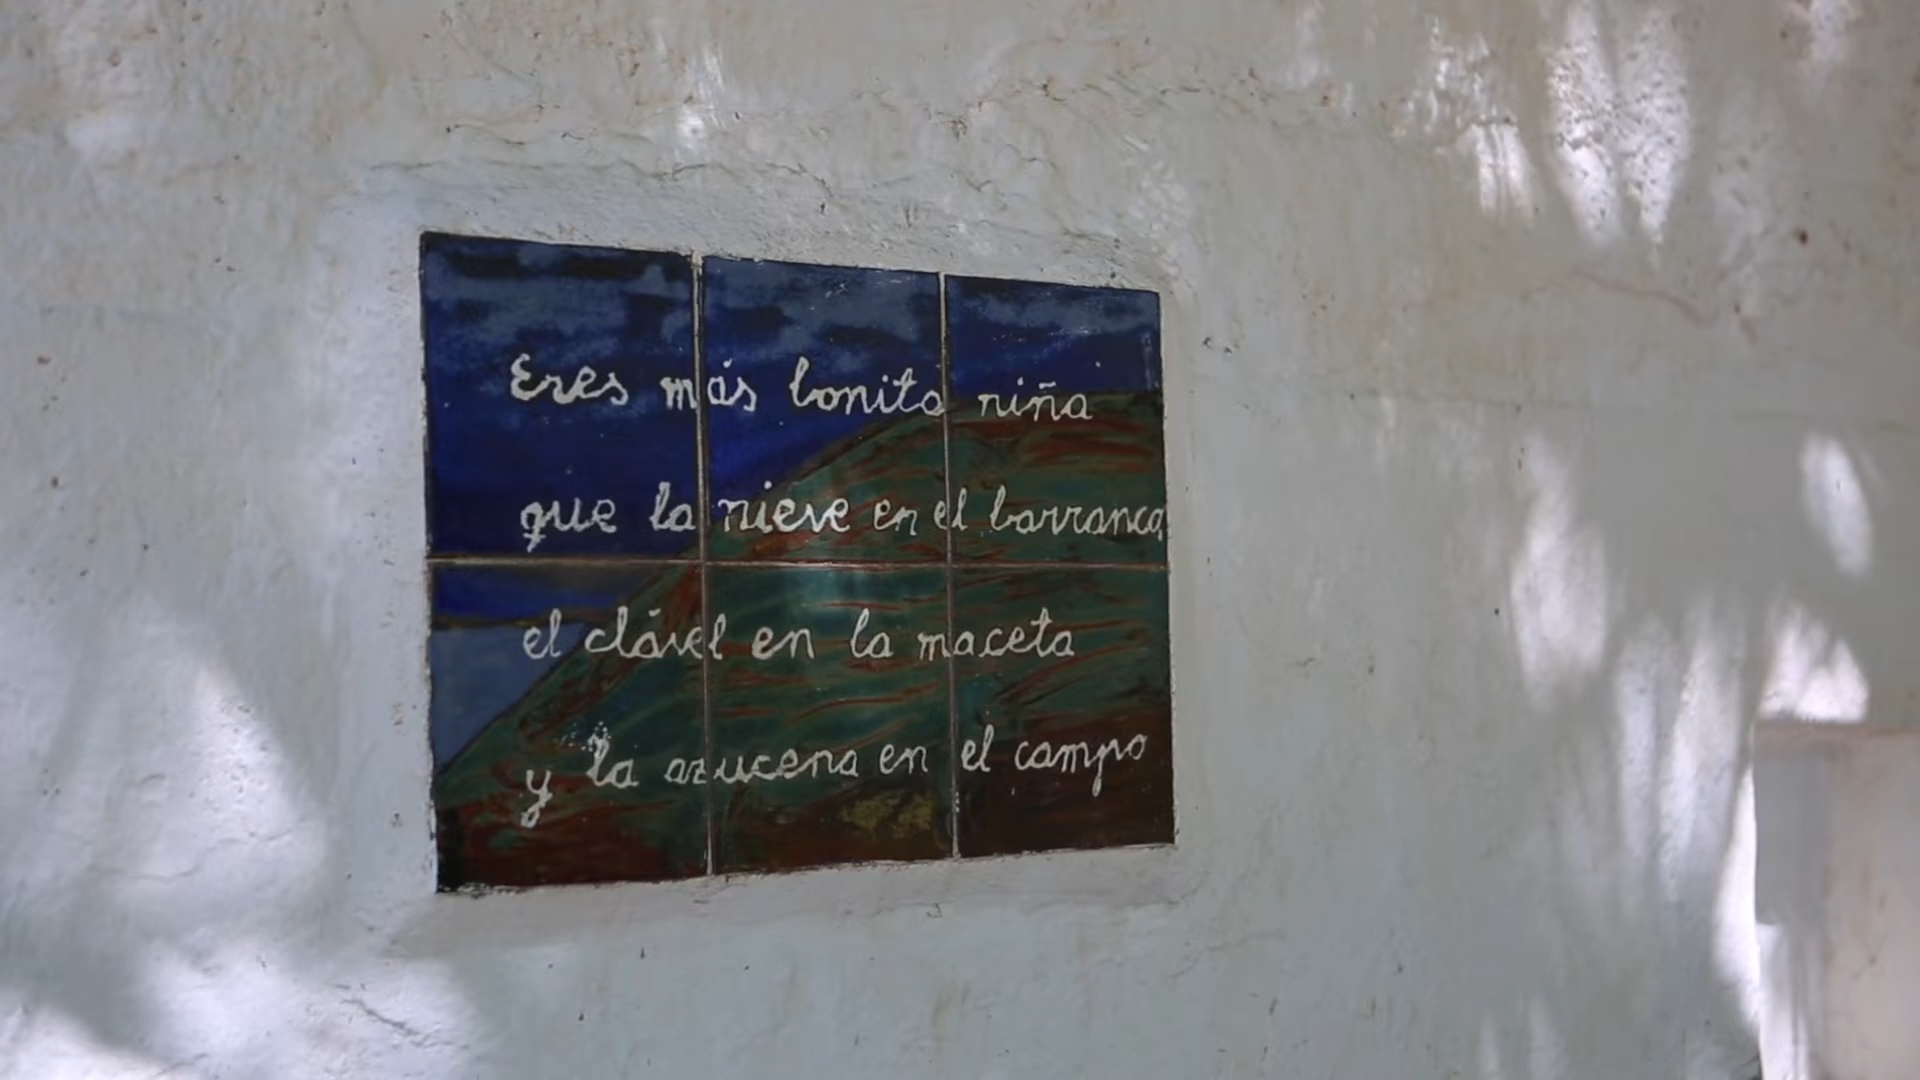 Eres más bonita niña
que la nieve en el barranco
el clável en la maceta
y la azucena en el campo